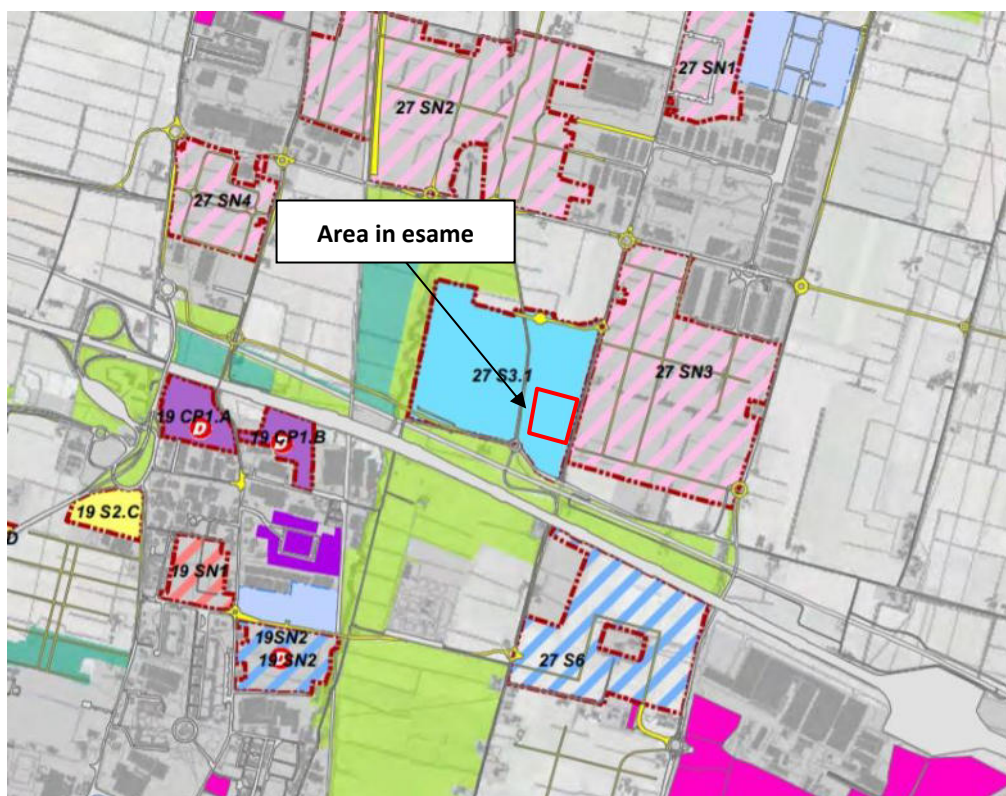 27 SN1
27 SN2
27 SN4
Area in esame
27 S3.1
27 SN3
19 CP1.A
D
19 CP1.B
19 S2.C
D
19 SN1
19SN2
19 SN2
27 S6